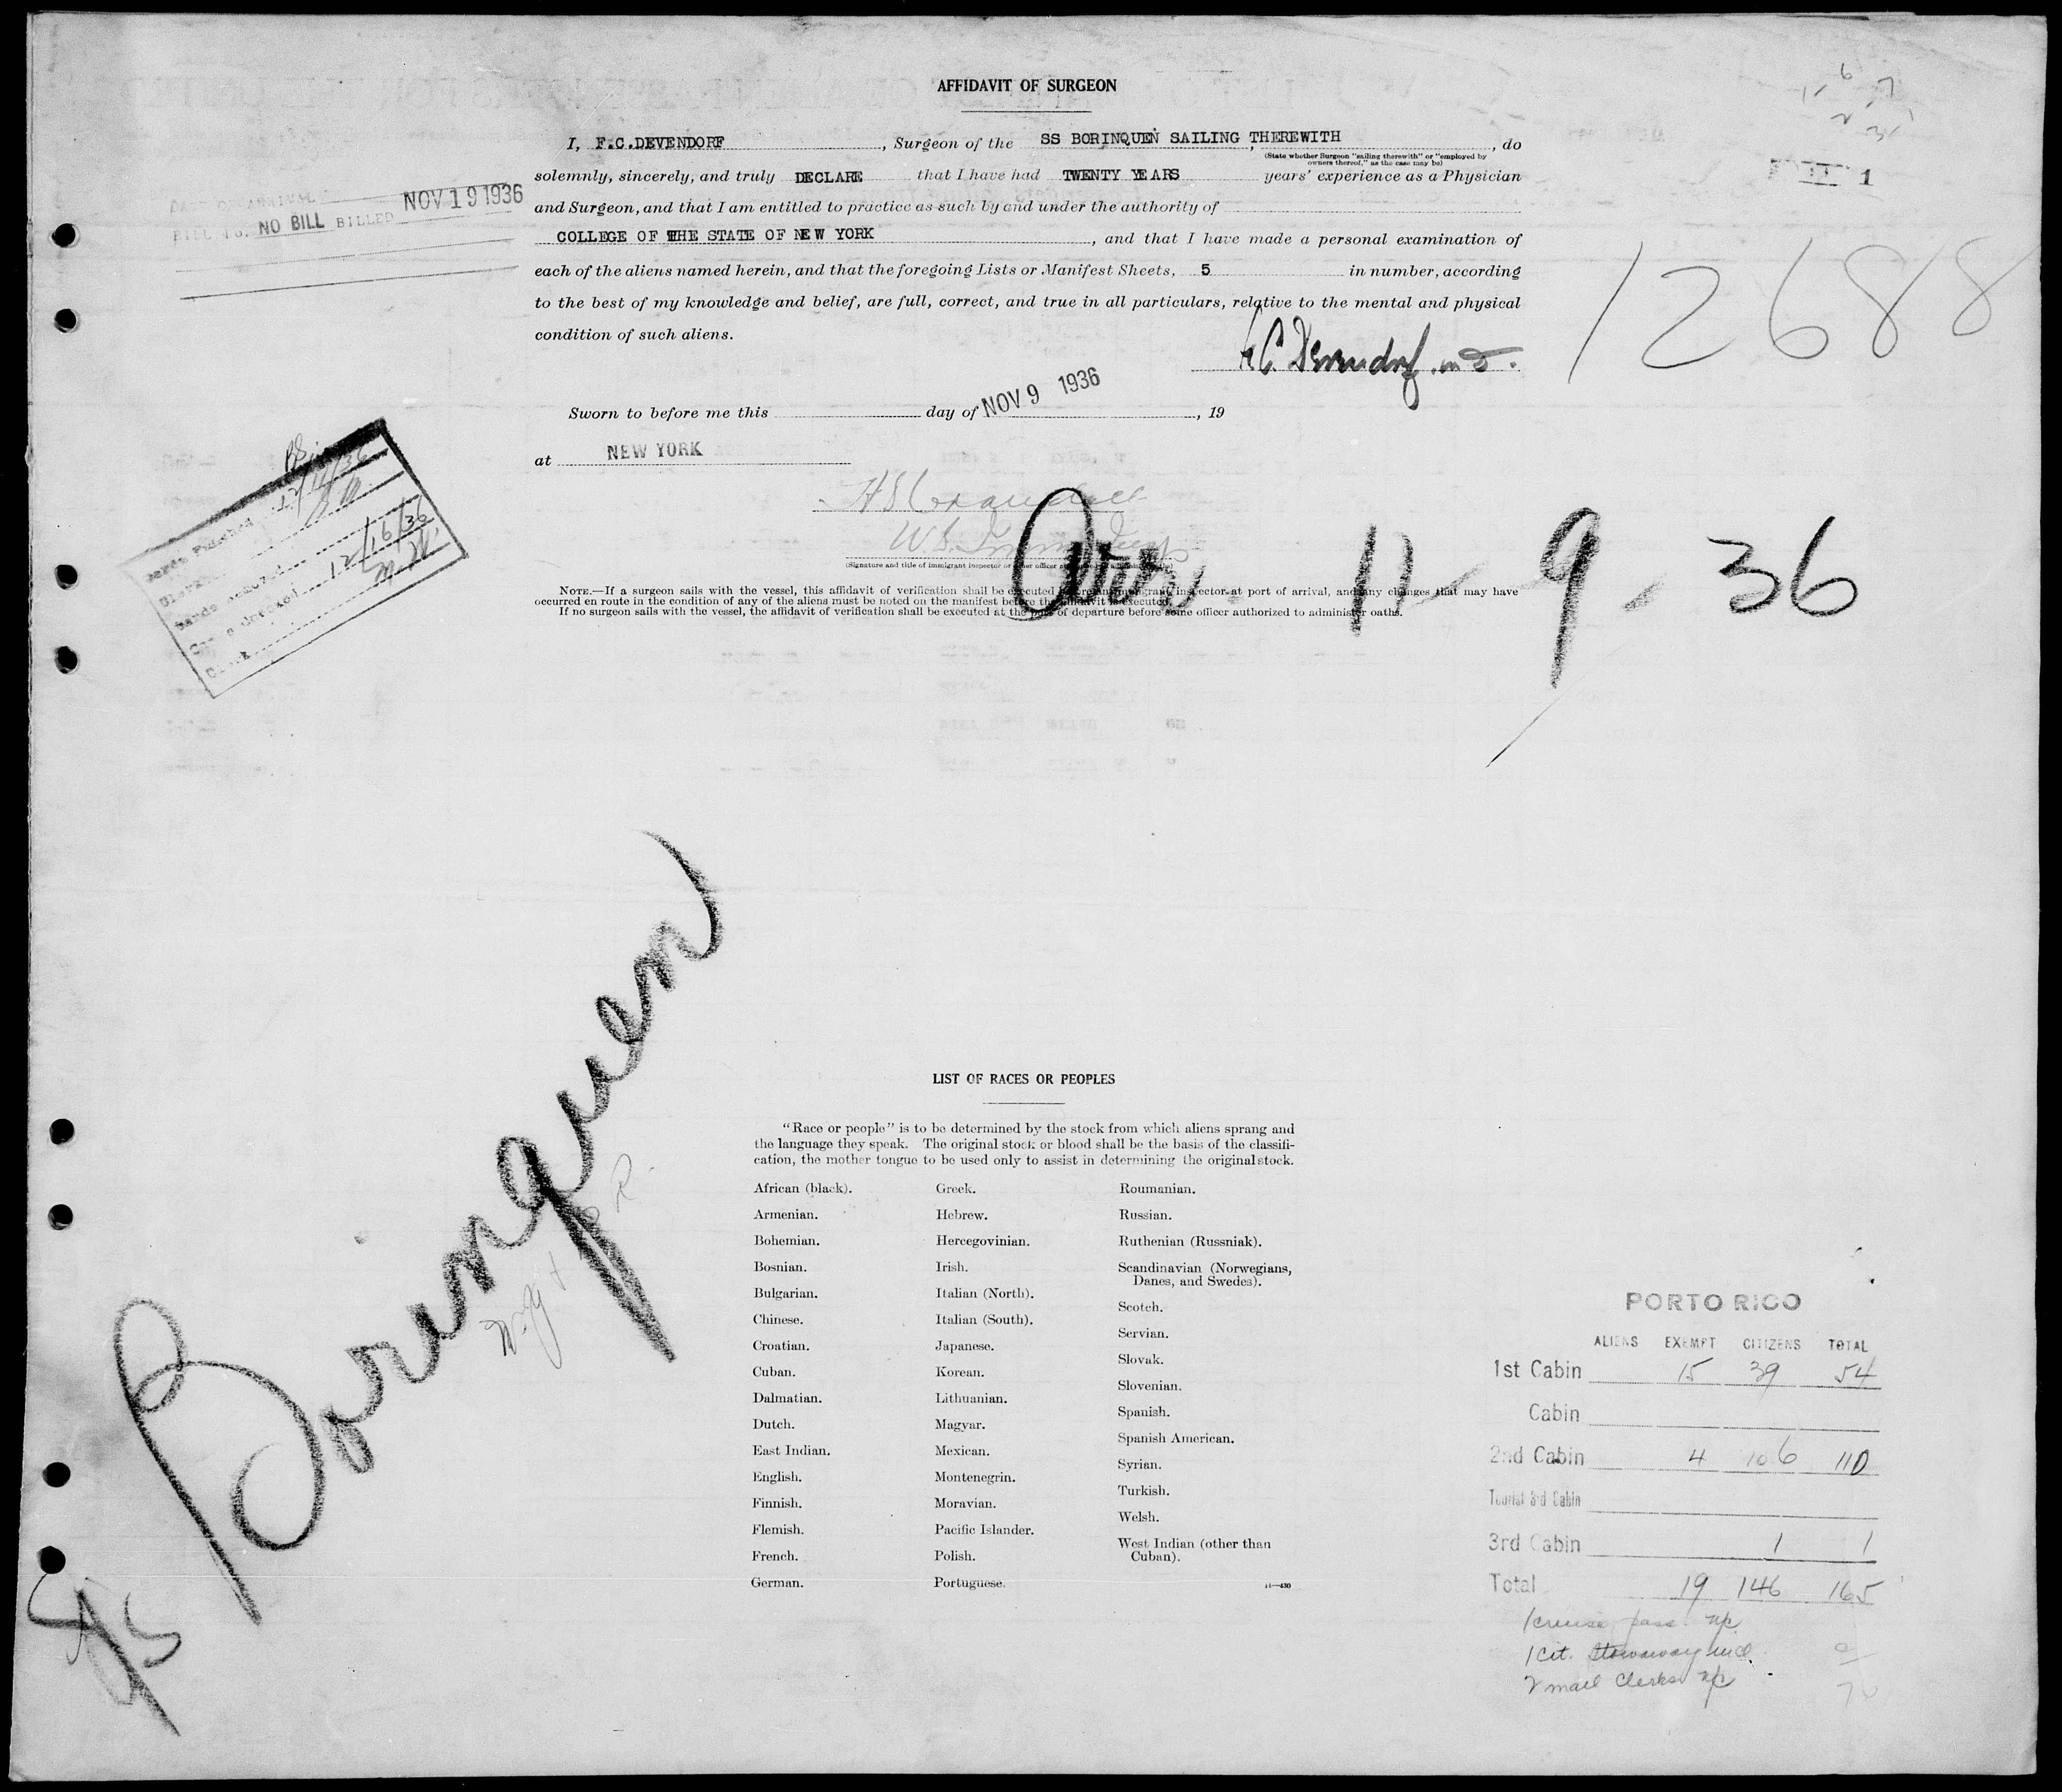 AFFIDAVIT OF SURGEON
I, F.C.DEVENDORF, Surgeon of the SS BORINQUEN SAILING, THEREWITH, do
(State whether Surgeon "sailing therewith" or "employed by
owners thereof," as the case may be)
solemnly, sincerely, and truly DECLARE that I have had TWENTY YEARS years' experience as a Physician
and Surgeon, and that I am entitled to practice as such by and under the authority of
COLLEGE OF THE STATE OF NEW YORK, and that I have made a personal examination of
each of the aliens named herein, and that the foregoing Lists or Manifest Sheets, 5 in number, according
to the best of my knowledge and belief, are full, correct, and true in all particulars, relative to the mental and physical
condition of such aliens.
F.C. Devendorf. M.D.
Sworn to before me this day of NOV 9 1936, 19
at NEW YORK
(Signature and title of immigrant inspector or other officer
NOTE.—If a surgeon sails with the vessel, this affidavit of verification shall be executed before an immigrant inspector at port of arrival, and any changes that may have
occurred en route in the condition of any of the aliens must be noted on the manifest before the affidavit is executed.
If no surgeon sails with the vessel, the affidavit of verification shall be executed at the port of departure before some officer authorized to administer oaths.
NOV 19 1936
NO BILL BILLED
1
12688
12/16/36
11-9-36
Borinquen
LIST OF RACES OR PEOPLES
"Race or people" is to be determined by the stock from which aliens sprang and
the language they speak. The original stock or blood shall be the basis of the classifi-
cation, the mother tongue to be used only to assist in determining the original stock.
African (black).
Armenian.
Bohemian.
Bosnian.
Bulgarian.
Chinese.
Croatian.
Cuban.
Dalmatian.
Dutch.
East Indian.
English.
Finnish.
Flemish.
French.
German.
Greek.
Hebrew.
Hercegovinian.
Irish.
Italian (North).
Italian (South).
Japanese.
Korean.
Lithuanian.
Magyar.
Mexican.
Montenegrin.
Moravian.
Pacific Islander.
Polish.
Portuguese.
Roumanian.
Russian.
Ruthenian (Russniak).
Scandinavian (Norwegians,
Danes, and Swedes).
Scotch.
Servian.
Slovak.
Slovenian.
Spanish.
Spanish American.
Syrian.
Turkish.
Welsh.
West Indian (other than
Cuban).
PORTO RICO
ALIENS EXEMPT CITIZENS TOTAL
1st Cabin 15 39 54
Cabin
2nd Cabin 4 106 110
Tourist 3rd Cabin
3rd Cabin 1 1
Total 19 146 165
1 cruise pass.
1 cit. Stowaway incl.
2 mail Clerks